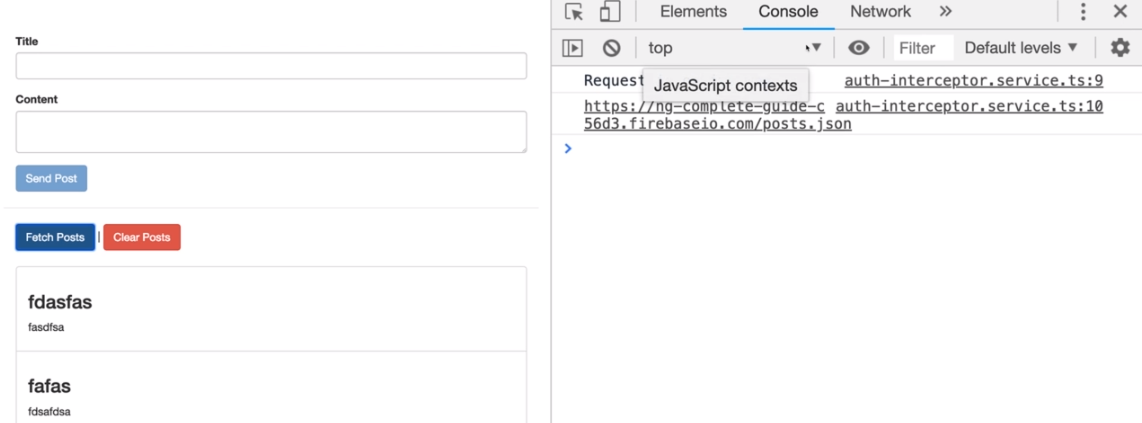 Title
Content
Send Post
Fetch Posts | Clear Posts
fdasfas
fasdfsa
fafas
fdsafdsa
Elements Console Network »
top Filter Default levels ▼
Request auth-interceptor.service.ts:9
JavaScript contexts
https://ng-complete-guide-c auth-interceptor.service.ts:10
56d3.firebaseio.com/posts.json